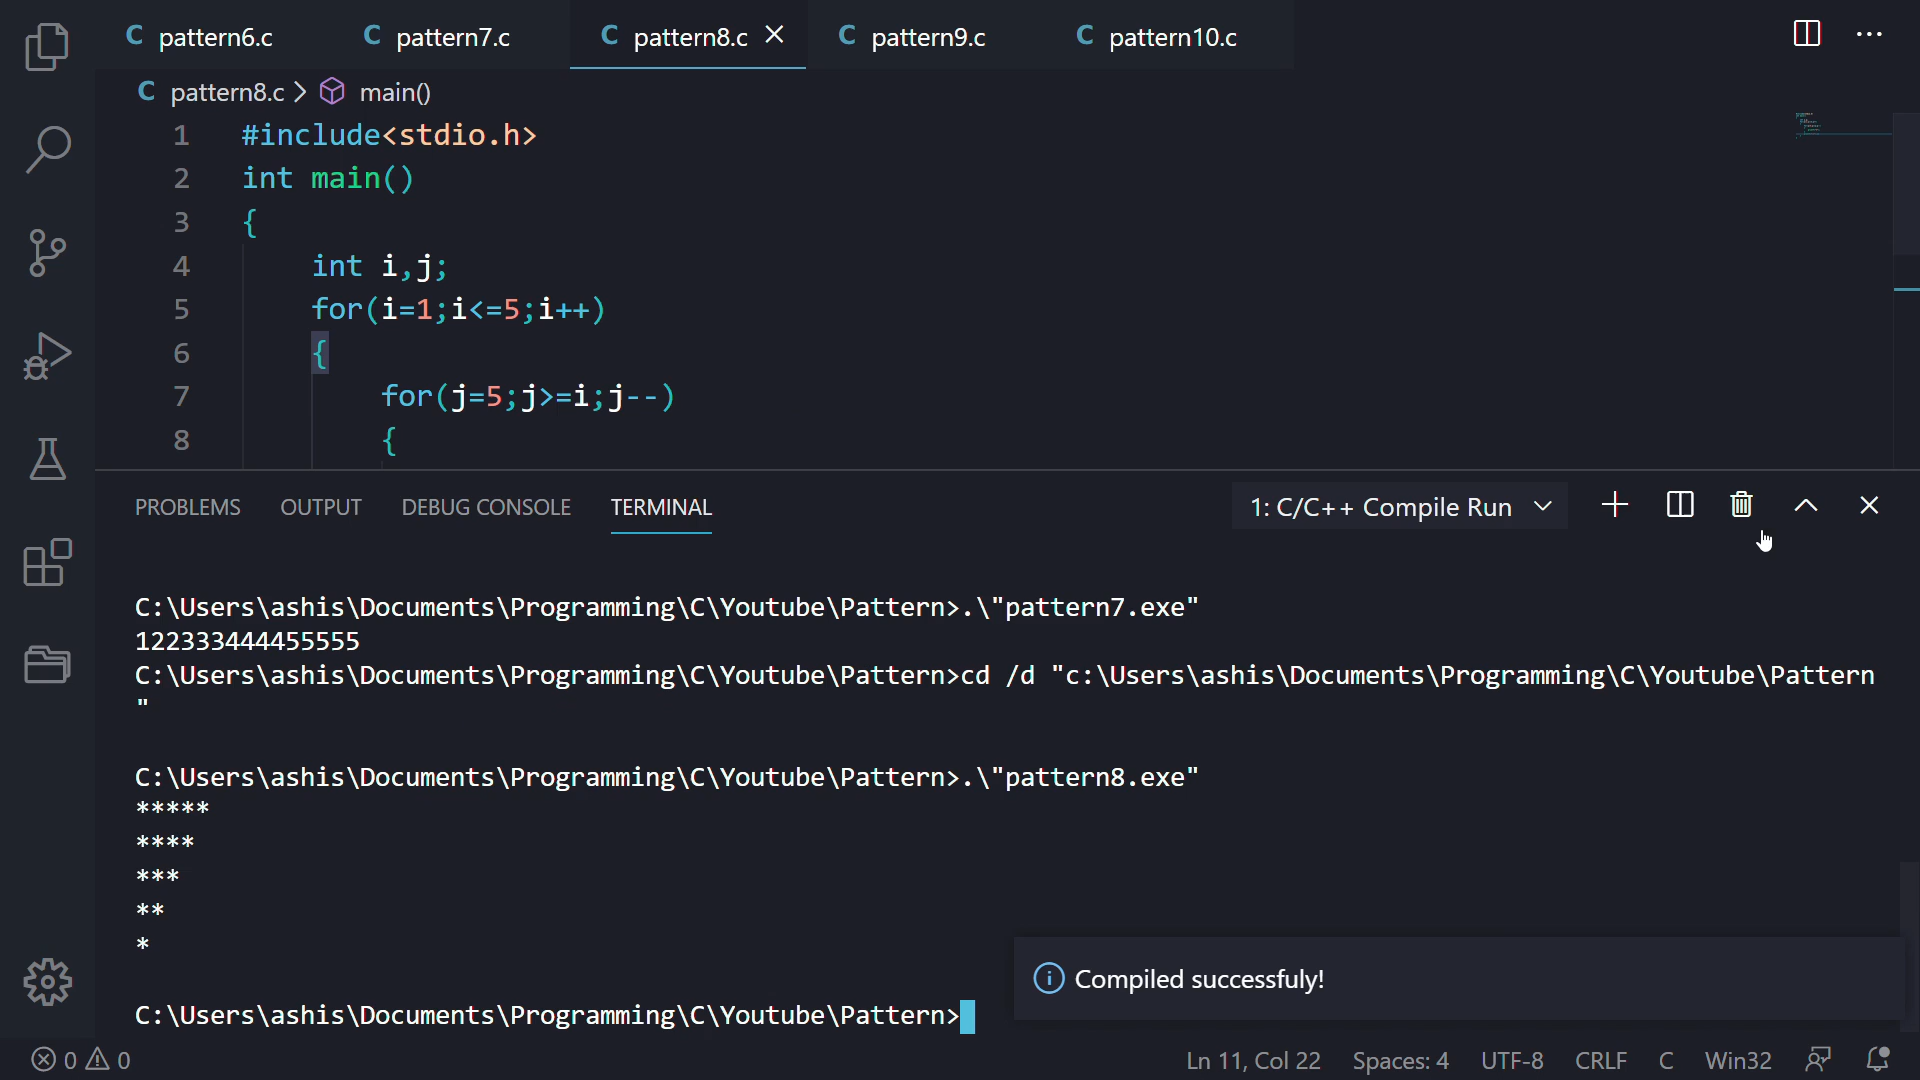 C pattern6.c C pattern7.c C pattern8.c C pattern9.c C pattern10.c
C pattern8.c > main()
1 #include<stdio.h>
2 int main()
3 {
4 int i,j;
5 for(i=1;i<=5;i++)
6 {
7 for(j=5;j>=i;j--)
8 {
PROBLEMS OUTPUT DEBUG CONSOLE TERMINAL 1: C/C++ Compile Run
C:\Users\ashis\Documents\Programming\C\Youtube\Pattern>.\"pattern7.exe"
122333444455555
C:\Users\ashis\Documents\Programming\C\Youtube\Pattern>cd /d "c:\Users\ashis\Documents\Programming\C\Youtube\Pattern
"
C:\Users\ashis\Documents\Programming\C\Youtube\Pattern>.\"pattern8.exe"
*****
****
***
**
*
Compiled successfuly!
C:\Users\ashis\Documents\Programming\C\Youtube\Pattern>
0 0 Ln 11, Col 22 Spaces: 4 UTF-8 CRLF C Win32